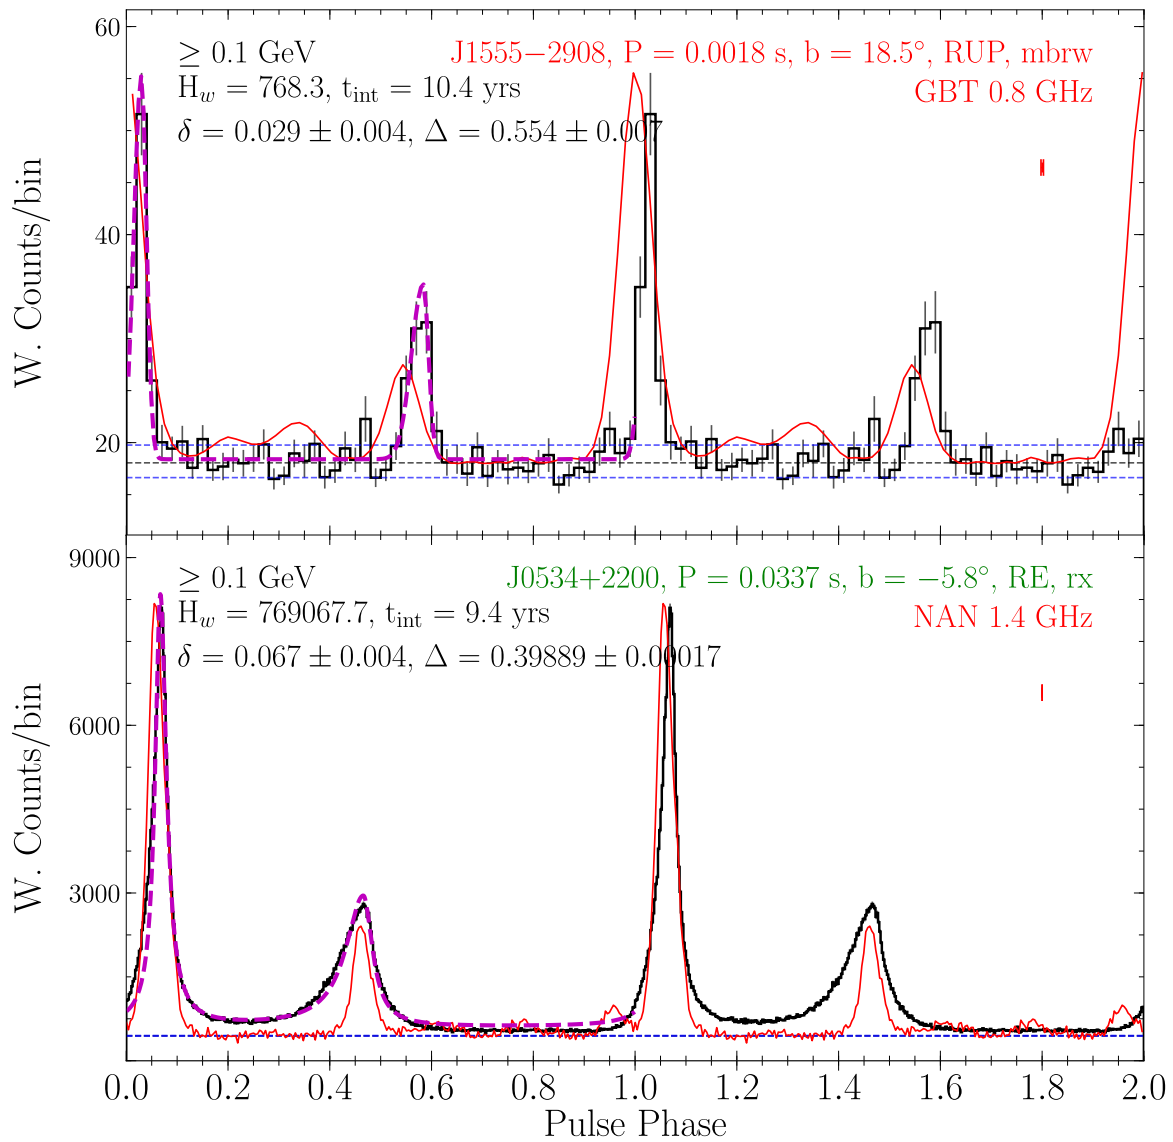 ≥ 0.1 GeV
J1555−2908, P = 0.0018 s, b = 18.5°, RUP, mbrw
H_w = 768.3, t_int = 10.4 yrs
GBT 0.8 GHz
δ = 0.029 ± 0.004, Δ = 0.554 ± 0.007
60
40
20
W. Counts/bin
≥ 0.1 GeV
J0534+2200, P = 0.0337 s, b = −5.8°, RE, rx
H_w = 769067.7, t_int = 9.4 yrs
NAN 1.4 GHz
δ = 0.067 ± 0.004, Δ = 0.39889 ± 0.00017
9000
6000
3000
W. Counts/bin
0.0 0.2 0.4 0.6 0.8 1.0 1.2 1.4 1.6 1.8 2.0
Pulse Phase